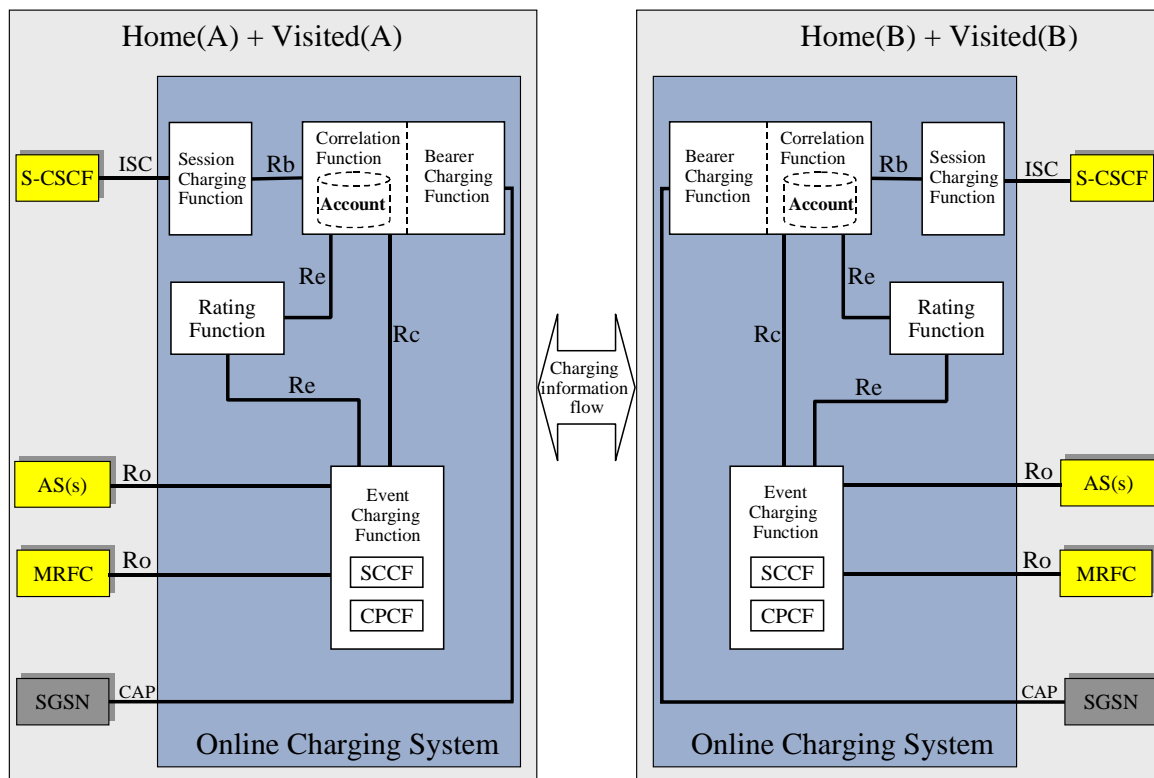 Home(A) + Visited(A)
Home(B) + Visited(B)
S-CSCF
ISC
Session
Charging
Function
Rb
Correlation
Function
Account
Bearer
Charging
Function
Re
Rating
Function
Rc
Re
AS(s)
Ro
Event
Charging
Function
SCCF
CPCF
MRFC
Ro
SGSN
CAP
Online Charging System
Charging
information
flow
Bearer
Charging
Function
Correlation
Function
Account
Rb
Session
Charging
Function
ISC
S-CSCF
Re
Rating
Function
Rc
Re
Event
Charging
Function
SCCF
CPCF
Ro
AS(s)
Ro
MRFC
CAP
SGSN
Online Charging System